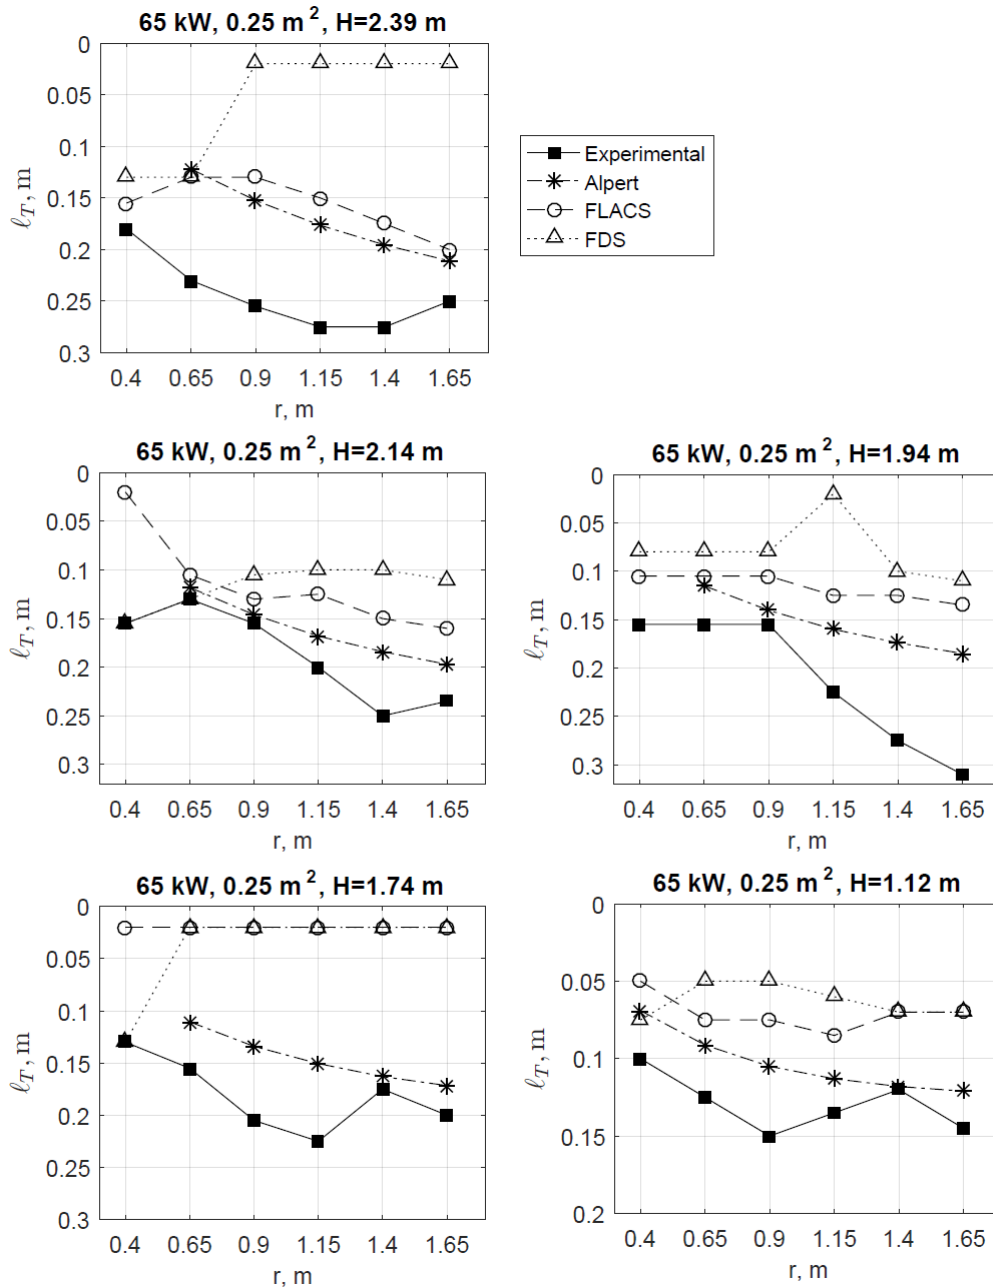 65 kW, 0.25 m 2, H=2.39 m
0
0.05
0.1
0.15
0.2
0.25
0.3
ℓT, m
0.4 0.65 0.9 1.15 1.4 1.65
r, m
Experimental
Alpert
FLACS
FDS
65 kW, 0.25 m 2, H=2.14 m
0
0.05
0.1
0.15
0.2
0.25
0.3
ℓT, m
0.4 0.65 0.9 1.15 1.4 1.65
r, m
65 kW, 0.25 m 2, H=1.94 m
0
0.05
0.1
0.15
0.2
0.25
0.3
ℓT, m
0.4 0.65 0.9 1.15 1.4 1.65
r, m
65 kW, 0.25 m 2, H=1.74 m
0
0.05
0.1
0.15
0.2
0.25
0.3
ℓT, m
0.4 0.65 0.9 1.15 1.4 1.65
r, m
65 kW, 0.25 m 2, H=1.12 m
0
0.05
0.1
0.15
0.2
ℓT, m
0.4 0.65 0.9 1.15 1.4 1.65
r, m